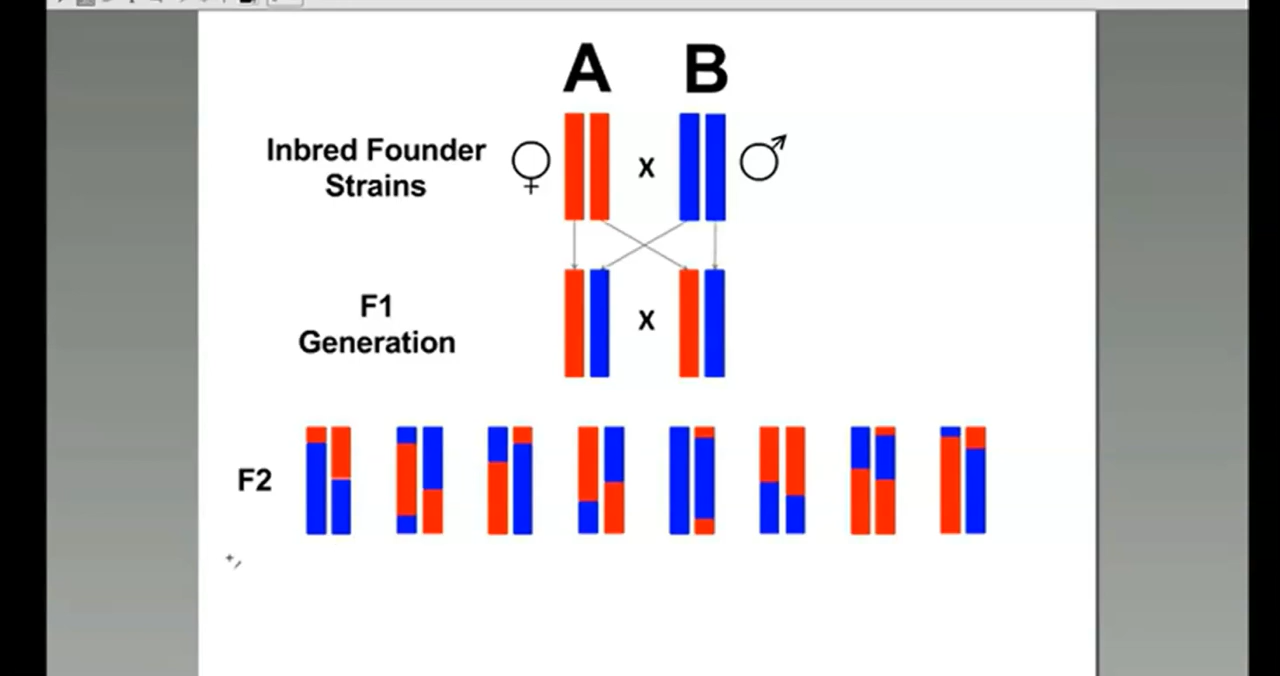 A B
Inbred Founder
Strains
X
F1
Generation
X
F2